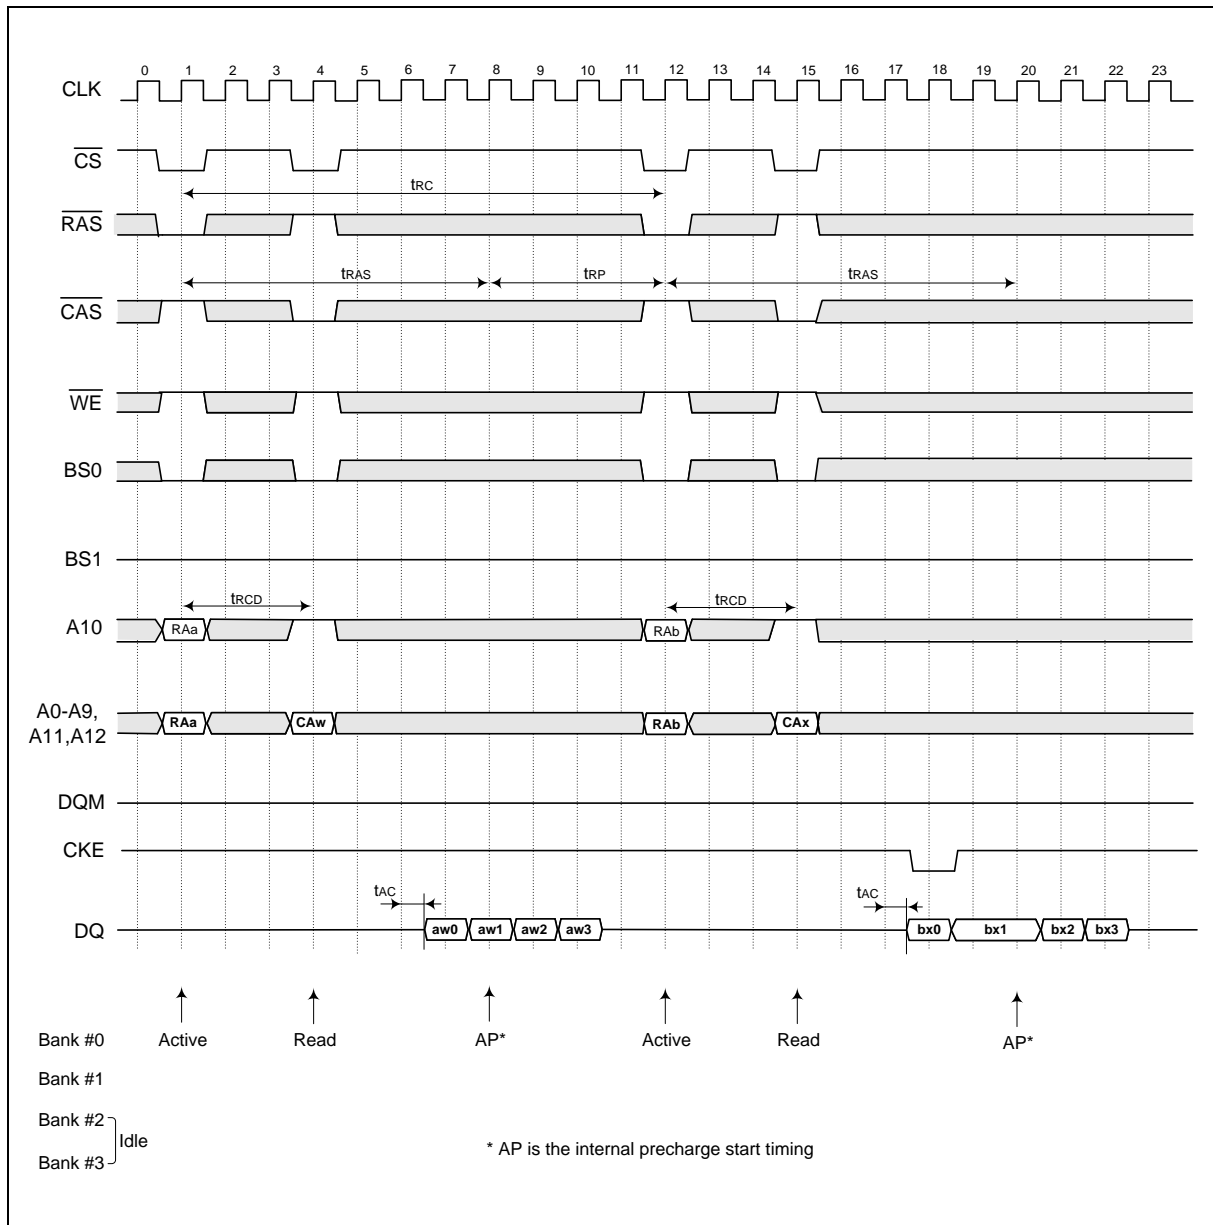 0 1 2 3 4 5 6 7 8 9 10 11 12 13 14 15 16 17 18 19 20 21 22 23
CLK
CS
tRC
RAS
tRAS tRP tRAS
CAS
WE
BS0
BS1
tRCD tRCD
A10 RAa RAb
A0-A9,
A11,A12 RAa CAw RAb CAx
DQM
CKE
tAC tAC
DQ aw0 aw1 aw2 aw3 bx0 bx1 bx2 bx3
Bank #0 Active Read AP* Active Read AP*
Bank #1
Bank #2
Idle
Bank #3
* AP is the internal precharge start timing